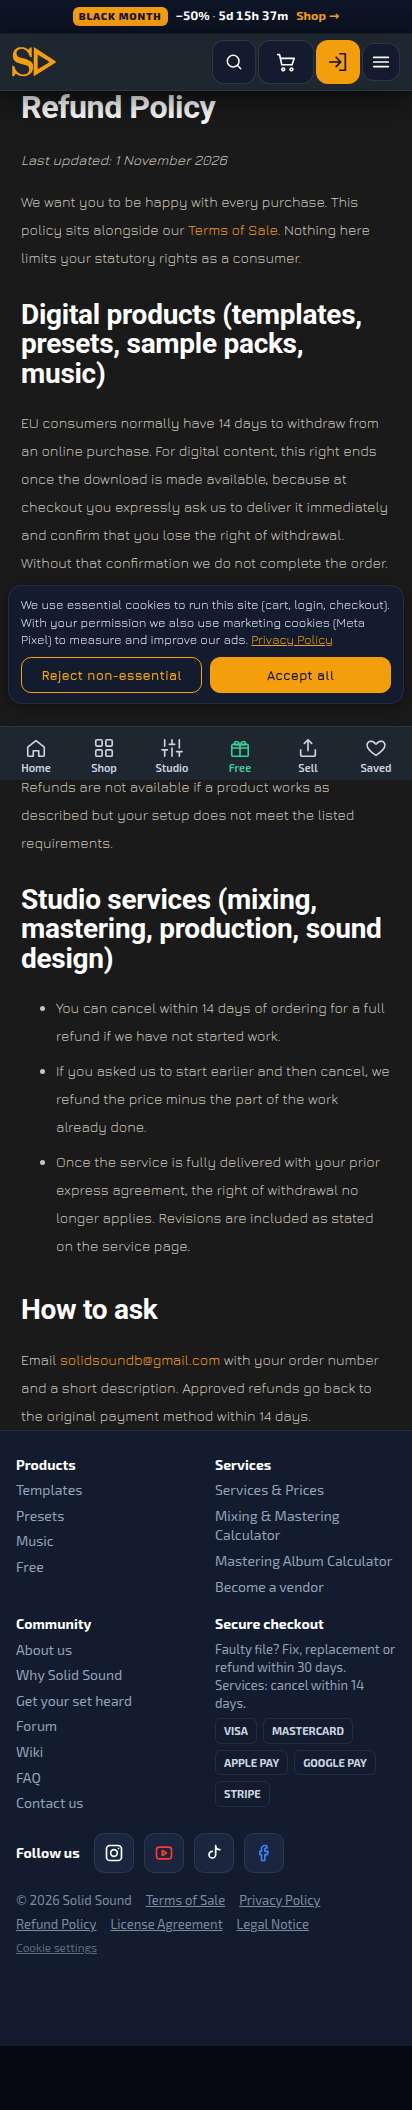 BLACK MONTH −50% · 5d 15h 37m Shop →
SD
Refund Policy
Last updated: 1 November 2026
We want you to be happy with every purchase. This
policy sits alongside our Terms of Sale. Nothing here
limits your statutory rights as a consumer.
Digital products (templates,
presets, sample packs,
music)
EU consumers normally have 14 days to withdraw from
an online purchase. For digital content, this right ends
once the download is made available, because at
checkout you expressly ask us to deliver it immediately
and confirm that you lose the right of withdrawal.
Without that confirmation we do not complete the order.
We use essential cookies to run this site (cart, login, checkout).
With your permission we also use marketing cookies (Meta
Pixel) to measure and improve our ads. Privacy Policy
Reject non-essential Accept all
Home Shop Studio Free Sell Saved
Refunds are not available if a product works as
described but your setup does not meet the listed
requirements.
Studio services (mixing,
mastering, production, sound
design)
• You can cancel within 14 days of ordering for a full
refund if we have not started work.
• If you asked us to start earlier and then cancel, we
refund the price minus the part of the work
already done.
• Once the service is fully delivered with your prior
express agreement, the right of withdrawal no
longer applies. Revisions are included as stated
on the service page.
How to ask
Email solidsoundb@gmail.com with your order number
and a short description. Approved refunds go back to
the original payment method within 14 days.
Products
Templates
Presets
Music
Free
Services
Services & Prices
Mixing & Mastering
Calculator
Mastering Album Calculator
Become a vendor
Community
About us
Why Solid Sound
Get your set heard
Forum
Wiki
FAQ
Contact us
Secure checkout
Faulty file? Fix, replacement or
refund within 30 days.
Services: cancel within 14
days.
VISA MASTERCARD
APPLE PAY GOOGLE PAY
STRIPE
Follow us
© 2026 Solid Sound Terms of Sale Privacy Policy
Refund Policy License Agreement Legal Notice
Cookie settings